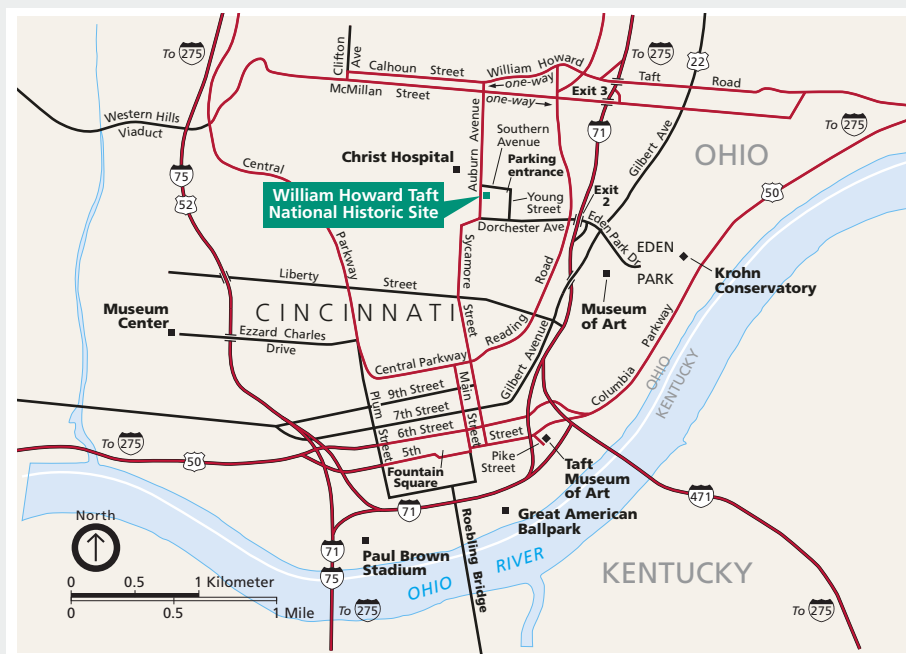 To 275
Clifton
Ave
Calhoun Street
William Howard
Taft Road
To 275
22
one-way
McMillan Street
one-way
Exit 3
Western Hills
Viaduct
Auburn Avenue
Southern
Avenue
71
Gilbert Ave
To 275
OHIO
Central
Parkway
Christ Hospital
Parking
entrance
75
52
William Howard Taft
National Historic Site
Young
Street
Exit
2
50
Dorchester Ave
Eden Park Dr
EDEN
PARK
Sycamore
Street
Road
Krohn
Conservatory
Liberty Street
Museum
Center
CINCINNATI
Museum
of Art
Parkway
Ezzard Charles
Drive
Reading
Gilbert Avenue
OHIO
KENTUCKY
Central Parkway
Columbia
Plum
Street
9th Street
Main
Street
7th Street
6th Street
5th
Street
To 275
50
Pike
Street
Fountain
Square
Taft
Museum
of Art
471
71
Great American
Ballpark
North
Roebling Bridge
71
75
Paul Brown
Stadium
OHIO RIVER
KENTUCKY
0 0.5 1 Kilometer
0 0.5 1 Mile
To 275
To 275